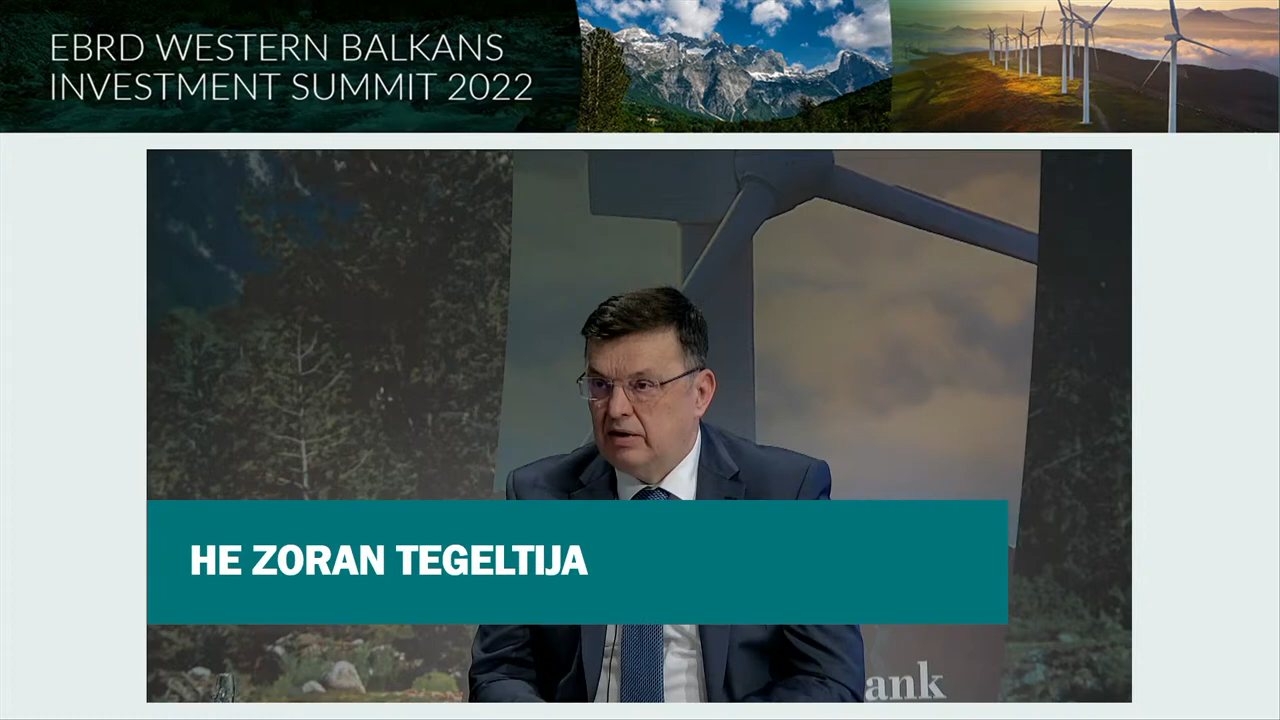 EBRD WESTERN BALKANS
INVESTMENT SUMMIT 2022
HE ZORAN TEGELTIJA
ank